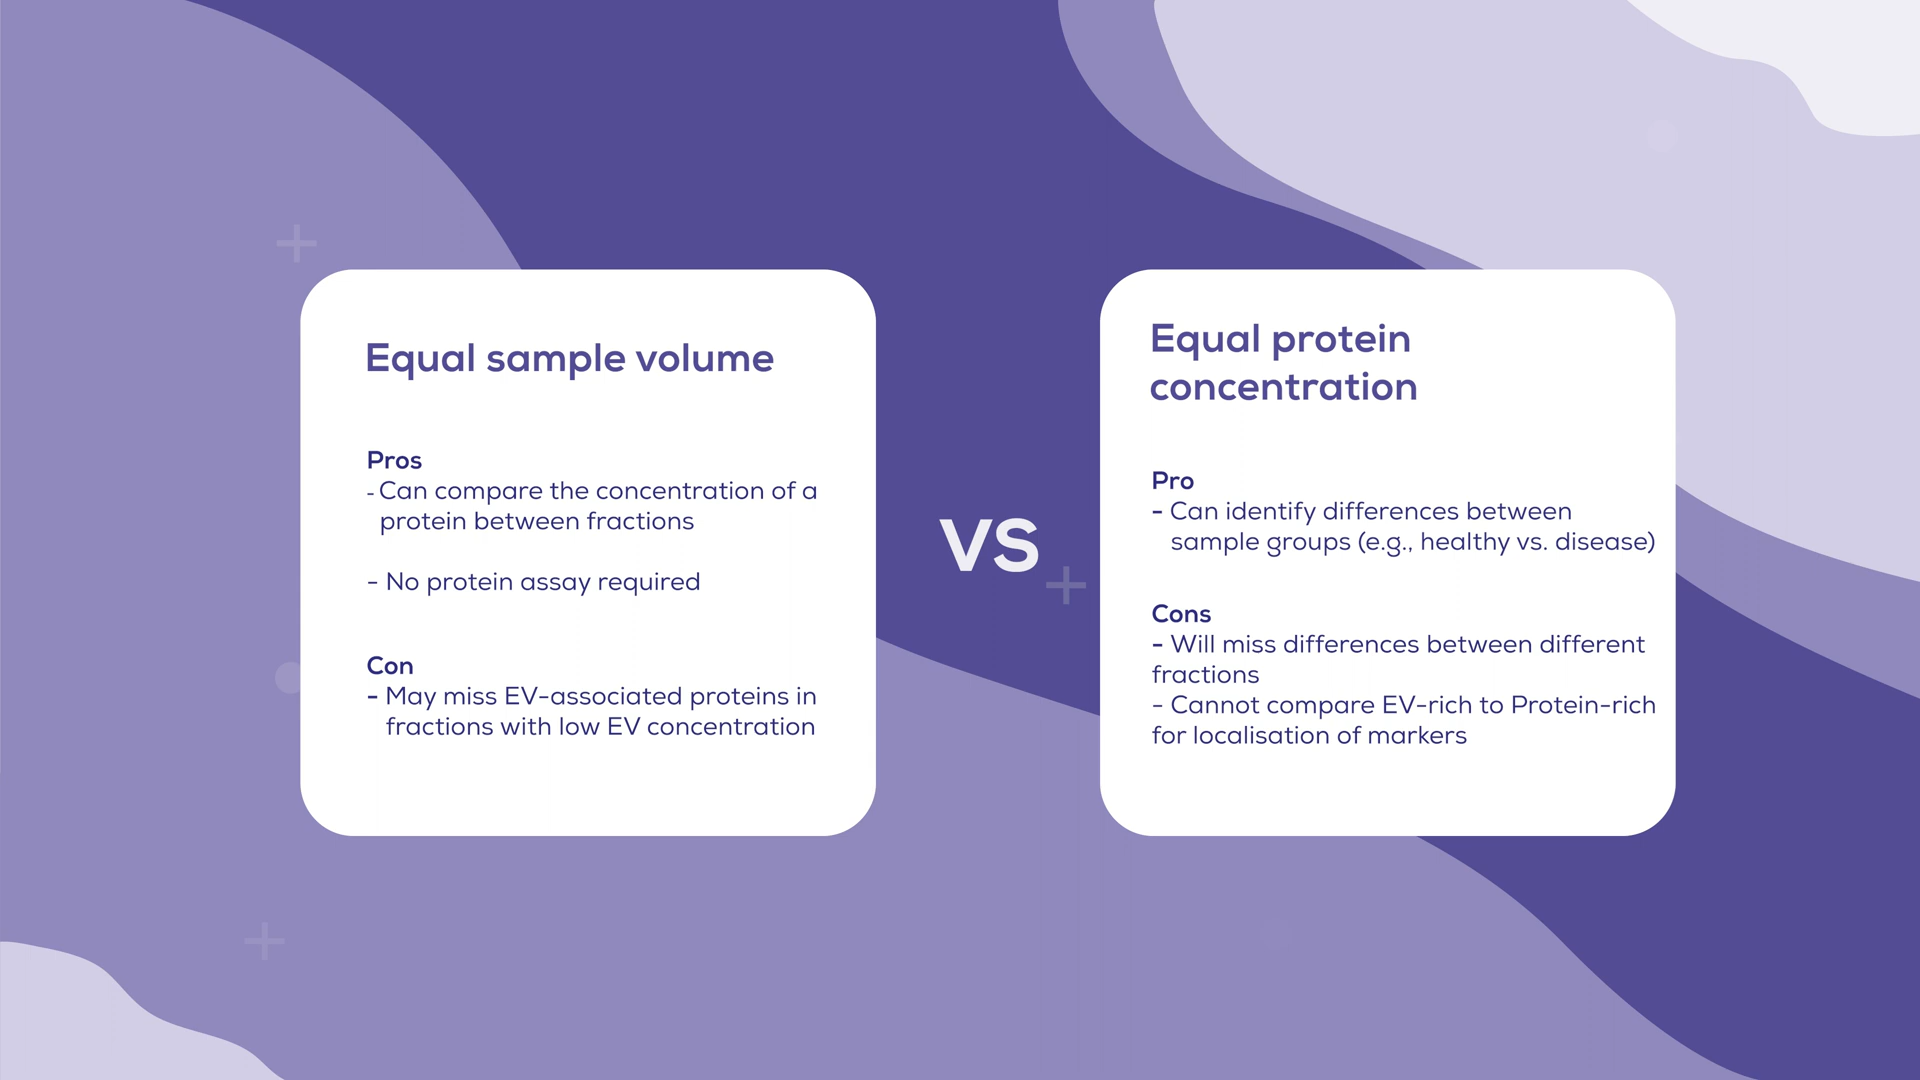 Equal sample volume
Pros
- Can compare the concentration of a
protein between fractions
- No protein assay required
Con
- May miss EV-associated proteins in
fractions with low EV concentration
VS
Equal protein
concentration
Pro
- Can identify differences between
sample groups (e.g., healthy vs. disease)
Cons
- Will miss differences between different
fractions
- Cannot compare EV-rich to Protein-rich
for localisation of markers